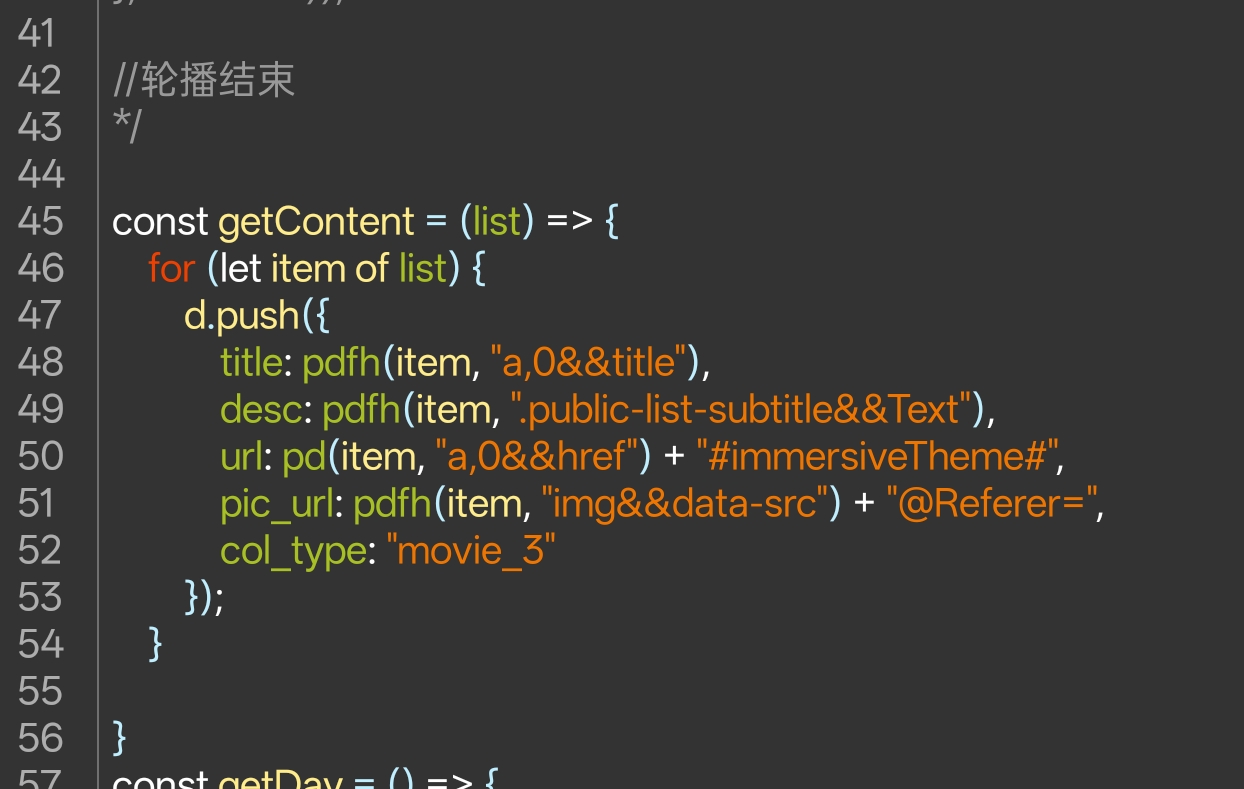 41
42 //轮播结束
43 */
44
45 const getContent = (list) => {
46 for (let item of list) {
47 d.push({
48 title: pdfh(item, "a,0&&title"),
49 desc: pdfh(item, ".public-list-subtitle&&Text"),
50 url: pd(item, "a,0&&href") + "#immersiveTheme#",
51 pic_url: pdfh(item, "img&&data-src") + "@Referer=",
52 col_type: "movie_3"
53 });
54 }
55
56 }
57 const getDay = () => {